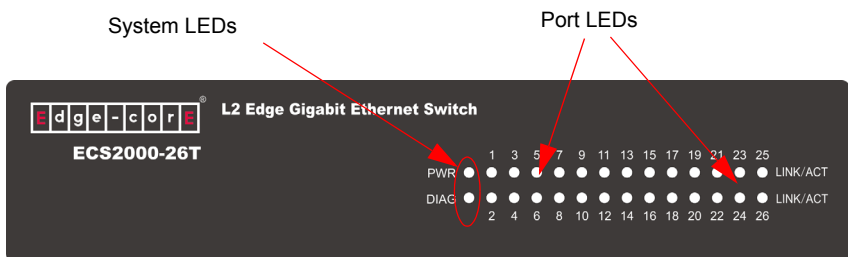 System LEDs
Port LEDs
Edge-corE®
L2 Edge Gigabit Ethernet Switch
ECS2000-26T
1 3 5 7 9 11 13 15 17 19 21 23 25
PWR LINK/ACT
DIAG LINK/ACT
2 4 6 8 10 12 14 16 18 20 22 24 26